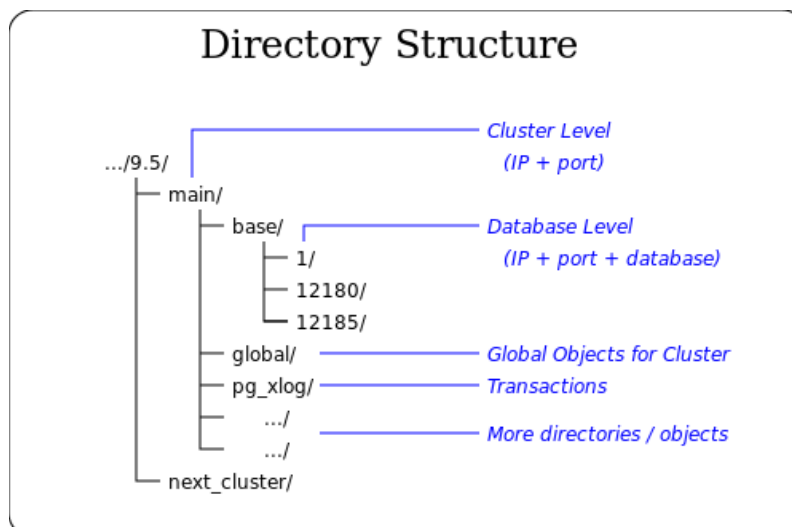 Directory Structure
Cluster Level
.../9.5/ (IP + port)
main/
base/ Database Level
1/ (IP + port + database)
12180/
12185/
global/ Global Objects for Cluster
pg_xlog/ Transactions
.../
More directories / objects
.../
next_cluster/